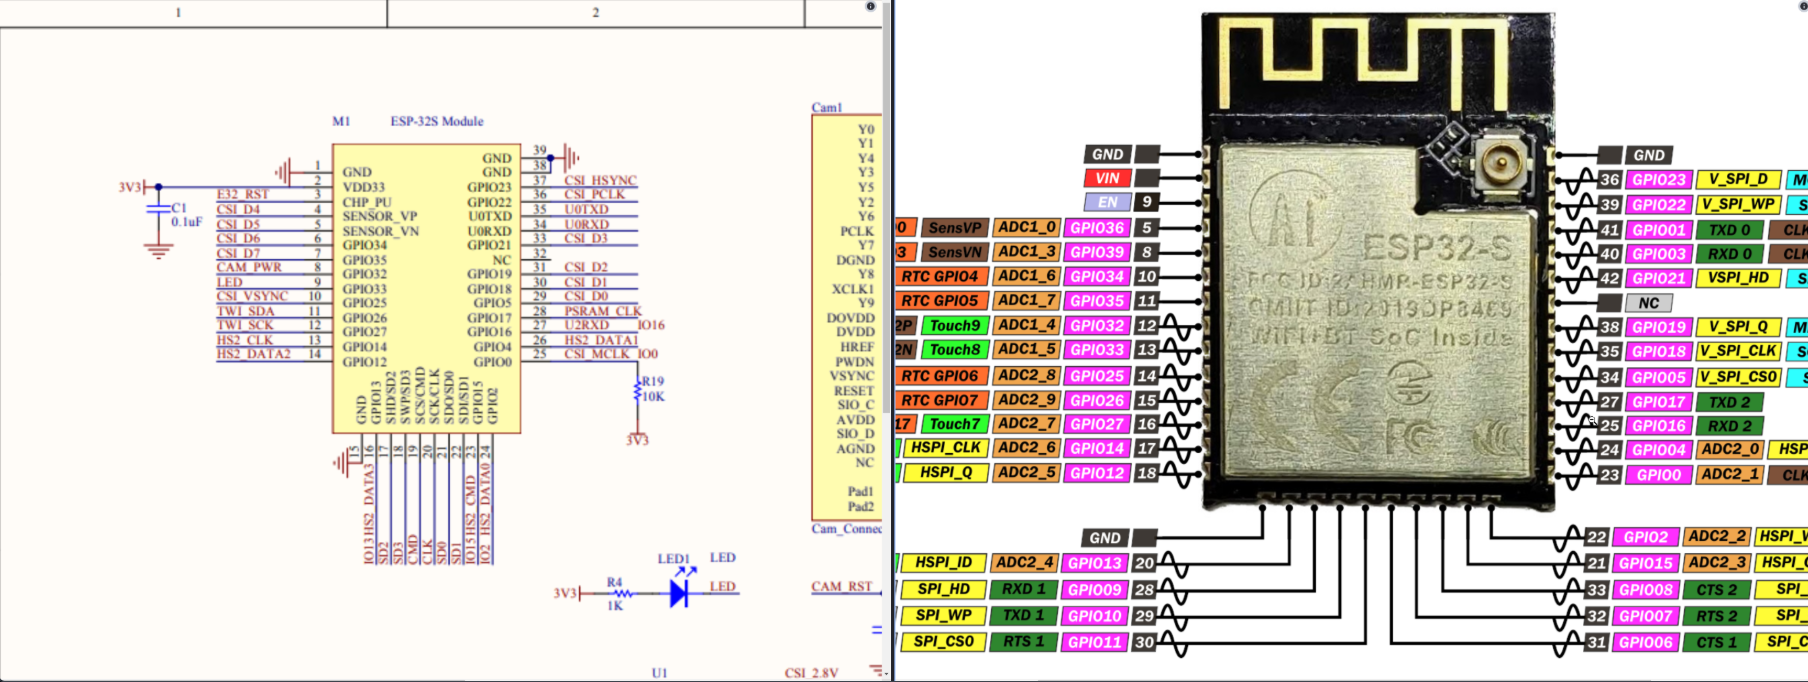 1
2
M1
ESP-32S Module
1 GND
2 VDD33
3V3
E32_RST 3 CHP_PU
CSI_D4 4 SENSOR_VP
CSI_D5 5 SENSOR_VN
CSI_D6 6 GPIO34
CSI_D7 7 GPIO35
CAM_PWR 8 GPIO32
LED 9 GPIO33
CSI_VSYNC 10 GPIO25
TWI_SDA 11 GPIO26
TWI_SCK 12 GPIO27
HS2_CLK 13 GPIO14
HS2_DATA2 14 GPIO12
C1
0.1uF
GND 39
38
GPIO23 37 CSI_HSYNC
GPIO22 36 CSI_PCLK
U0TXD 35 U0TXD
U0RXD 34 U0RXD
GPIO21 33 CSI_D3
NC 32
GPIO19 31 CSI_D2
GPIO18 30 CSI_D1
GPIO5 29 CSI_D0
GPIO17 28 PSRAM_CLK
GPIO16 27 U2RXD IO16
GPIO4 26 HS2_DATA1
GPIO0 25 CSI_MCLK IO0
GND 15
GPIO13 16 IO13 HS2_DATA3
SHD/SD2 17 SD2
SWP/SD3 18 SD3
SCS/CMD 19 CMD
SCK/CLK 20 CLK
SDO/SD0 21 SD0
SDI/SD1 22 SD1
GPIO15 23 IO15 HS2_CMD
GPIO2 24 IO2 HS2_DATA0
R19
10K
3V3
3V3
R4
1K
LED1
LED
LED
U1
CSI_2.8V
CAM_RST
Cam1
Y0
Y1
Y4
Y3
Y5
Y2
Y6
PCLK
Y7
DGND
Y8
XCLK1
Y9
DOVDD
DVDD
HREF
PWDN
VSYNC
RESET
SIO_C
AVDD
SIO_D
AGND
NC
Pad1
Pad2
Cam_Connec
GND
VIN
EN 9
0 SensVP ADC1_0 GPIO36 5
3 SensVN ADC1_3 GPIO39 8
RTC GPIO4 ADC1_6 GPIO34 10
RTC GPIO5 ADC1_7 GPIO35 11
2P Touch9 ADC1_4 GPIO32 12
2N Touch8 ADC1_5 GPIO33 13
RTC GPIO6 ADC2_8 GPIO25 14
RTC GPIO7 ADC2_9 GPIO26 15
17 Touch7 ADC2_7 GPIO27 16
HSPI_CLK ADC2_6 GPIO14 17
HSPI_Q ADC2_5 GPIO12 18
GND
HSPI_ID ADC2_4 GPIO13 20
SPI_HD RXD 1 GPIO09 28
SPI_WP TXD 1 GPIO10 29
SPI_CS0 RTS 1 GPIO11 30
Ai
ESP32-S
WiFi+BT SoC Inside
CE
FC
GND
36 GPIO23 V_SPI_D M
39 GPIO22 V_SPI_WP S
41 GPIO01 TXD 0 CLK
40 GPIO03 RXD 0 CLK
42 GPIO21 VSPI_HD S
NC
38 GPIO19 V_SPI_Q M
35 GPIO18 V_SPI_CLK S
34 GPIO05 V_SPI_CS0 S
27 GPIO17 TXD 2
25 GPIO16 RXD 2
24 GPIO04 ADC2_0 HSP
23 GPIO0 ADC2_1 CLK
22 GPIO2 ADC2_2 HSPI_W
21 GPIO15 ADC2_3 HSPI_
33 GPIO08 CTS 2 SPI_
32 GPIO07 RTS 2 SPI_
31 GPIO06 CTS 1 SPI_C